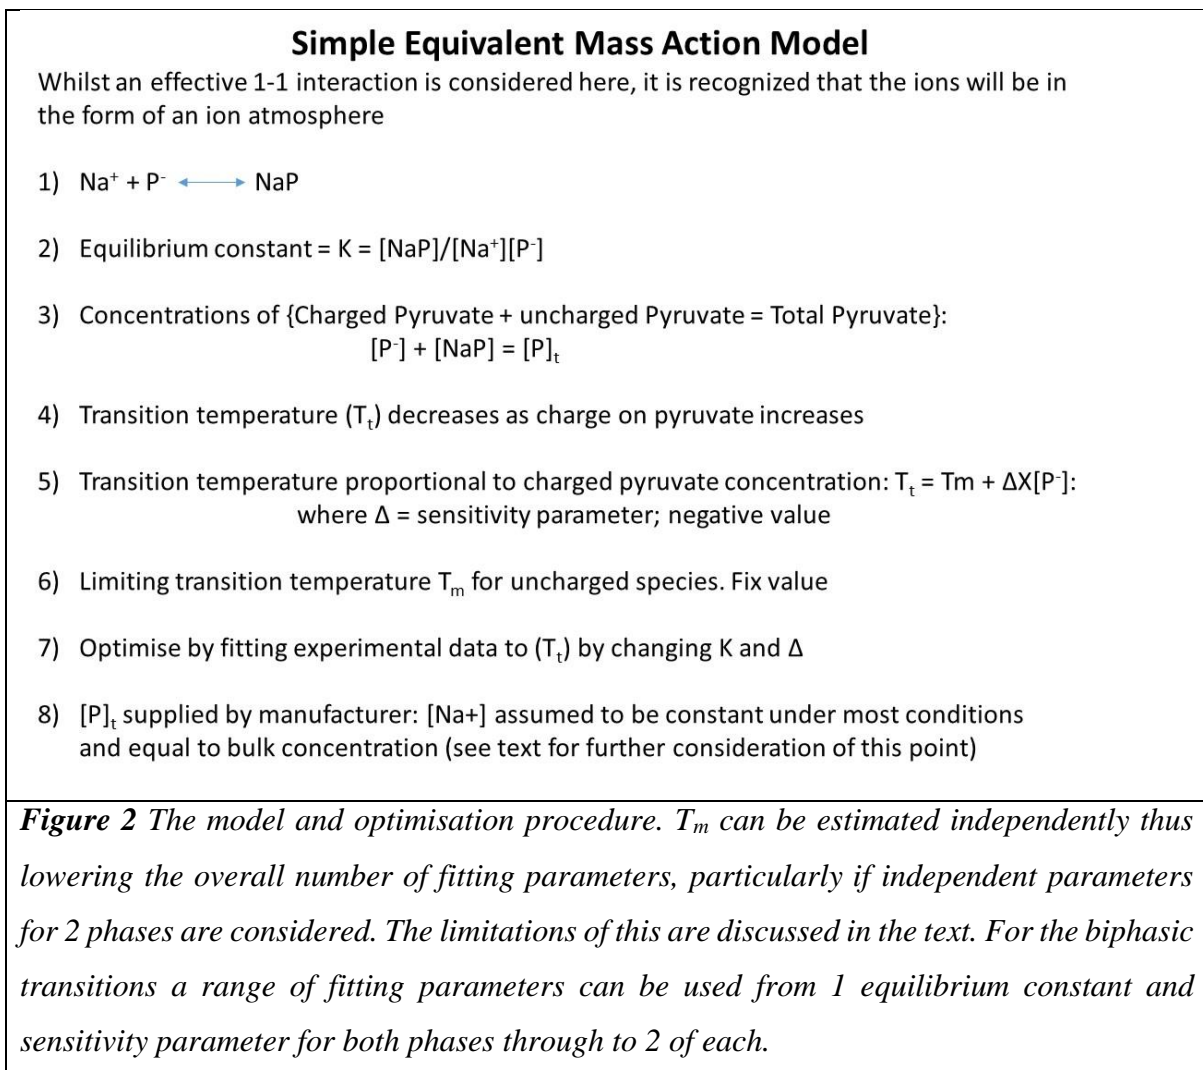 Simple Equivalent Mass Action Model
Whilst an effective 1-1 interaction is considered here, it is recognized that the ions will be in
the form of an ion atmosphere
1) Na⁺ + P⁻ ⟷ NaP
2) Equilibrium constant = K = [NaP]/[Na⁺][P⁻]
3) Concentrations of {Charged Pyruvate + uncharged Pyruvate = Total Pyruvate}:
[P⁻] + [NaP] = [P]ₜ
4) Transition temperature (Tₜ) decreases as charge on pyruvate increases
5) Transition temperature proportional to charged pyruvate concentration: Tₜ = Tm + ΔX[P⁻]:
where Δ = sensitivity parameter; negative value
6) Limiting transition temperature Tₘ for uncharged species. Fix value
7) Optimise by fitting experimental data to (Tₜ) by changing K and Δ
8) [P]ₜ supplied by manufacturer: [Na+] assumed to be constant under most conditions
and equal to bulk concentration (see text for further consideration of this point)
Figure 2 The model and optimisation procedure. Tₘ can be estimated independently thus
lowering the overall number of fitting parameters, particularly if independent parameters
for 2 phases are considered. The limitations of this are discussed in the text. For the biphasic
transitions a range of fitting parameters can be used from 1 equilibrium constant and
sensitivity parameter for both phases through to 2 of each.